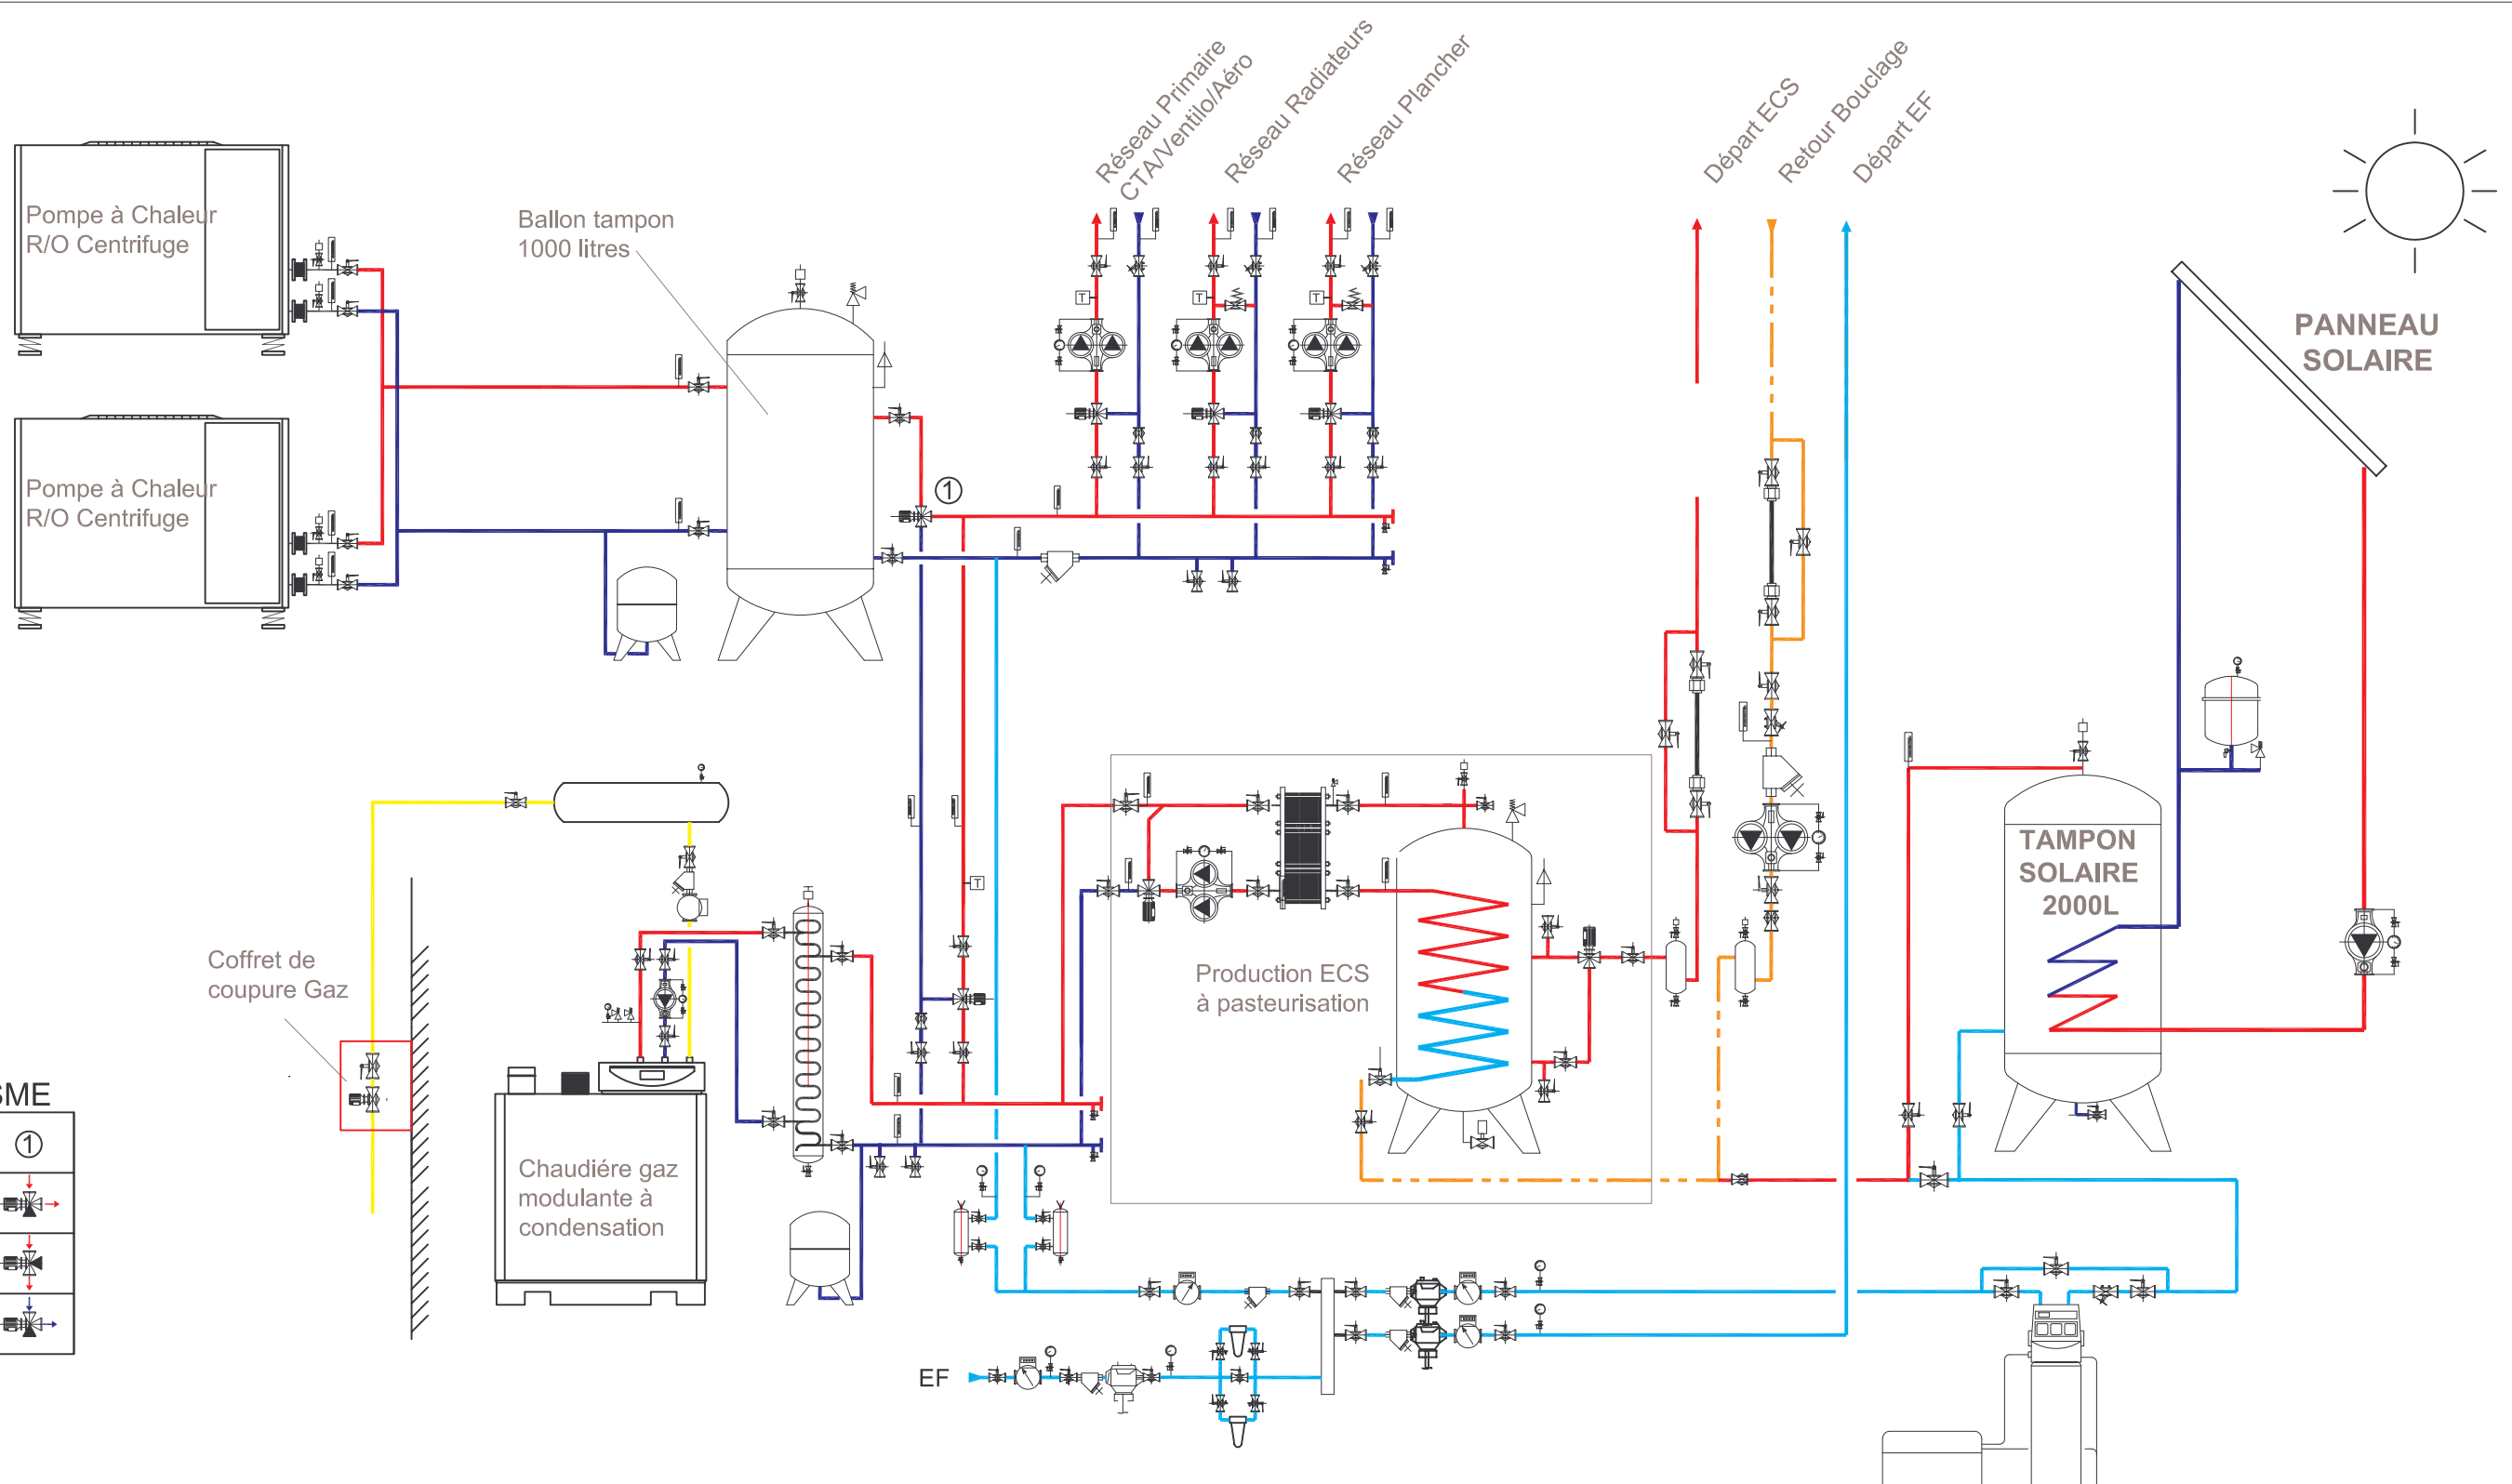 Réseau Primaire
CTA/Ventilo/Aéro
Réseau Radiateurs
Réseau Plancher
Départ ECS
Retour Bouclage
Départ EF
Pompe à Chaleur
R/O Centrifuge
Ballon tampon
1000 litres
PANNEAU
SOLAIRE
T
T
T
Pompe à Chaleur
R/O Centrifuge
①
TAMPON
SOLAIRE
2000L
T
Coffret de
coupure Gaz
Production ECS
à pasteurisation
SME
①
Chaudiére gaz
modulante à
condensation
EF